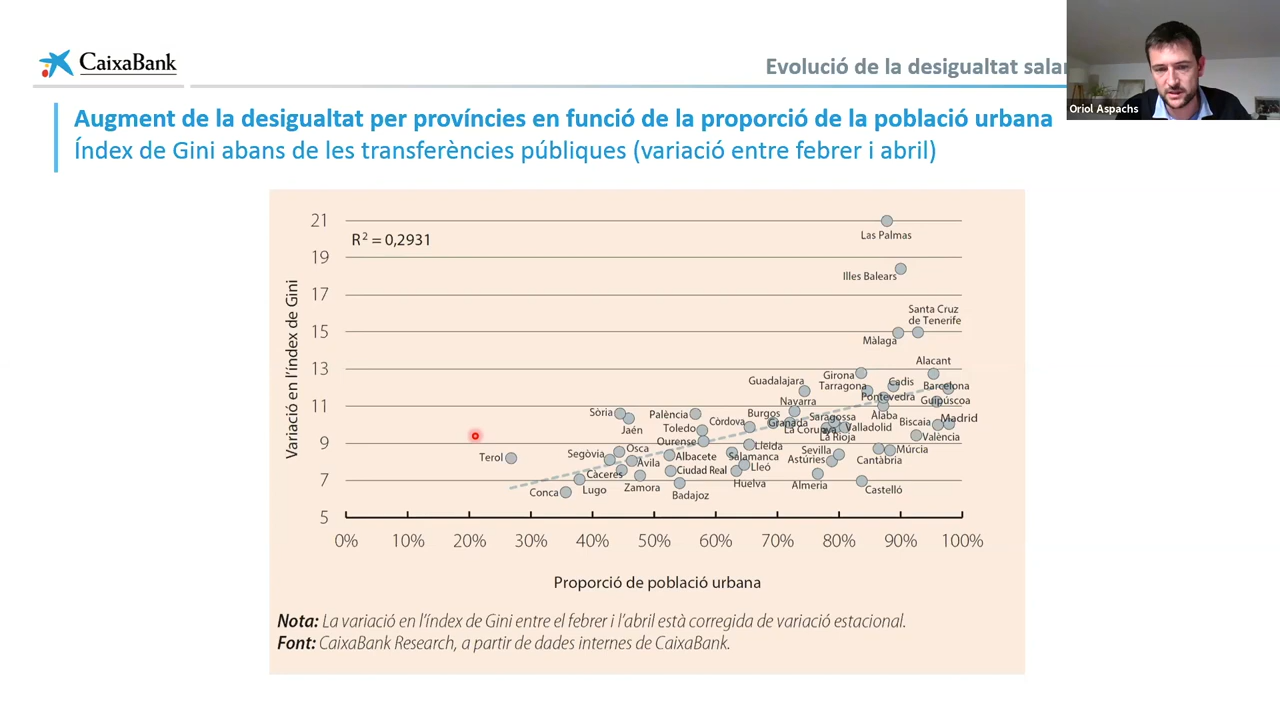 CaixaBank
Evolució de la desigualtat
Oriol Aspachs
Augment de la desigualtat per províncies en funció de la proporció de la població urbana
Índex de Gini abans de les transferències públiques (variació entre febrer i abril)
21
19
17
15
13
11
9
7
5
Variació en l'índex de Gini
R² = 0,2931
Las Palmas
Illes Balears
Santa Cruz
de Tenerife
Màlaga
Alacant
Girona
Guadalajara
Tarragona
Cadis
Barcelona
Navarra
Pontevedra
Guipúscoa
Sòria
Palència
Burgos
Saragossa
Álaba
Madrid
Jaén
Còrdova
Granada
Biscaia
Toledo
La Corunya
Valladolid
Ourense
La Rioja
València
Lleida
Terol
Segòvia
Osca
Albacete
Salamanca
Sevilla
Múrcia
Àvila
Astúries
Cantàbria
Càceres
Ciudad Real
Lleó
Conca
Lugo
Zamora
Badajoz
Huelva
Almeria
Castelló
0% 10% 20% 30% 40% 50% 60% 70% 80% 90% 100%
Proporció de població urbana
Nota: La variació en l'índex de Gini entre el febrer i l'abril està corregida de variació estacional.
Font: CaixaBank Research, a partir de dades internes de CaixaBank.